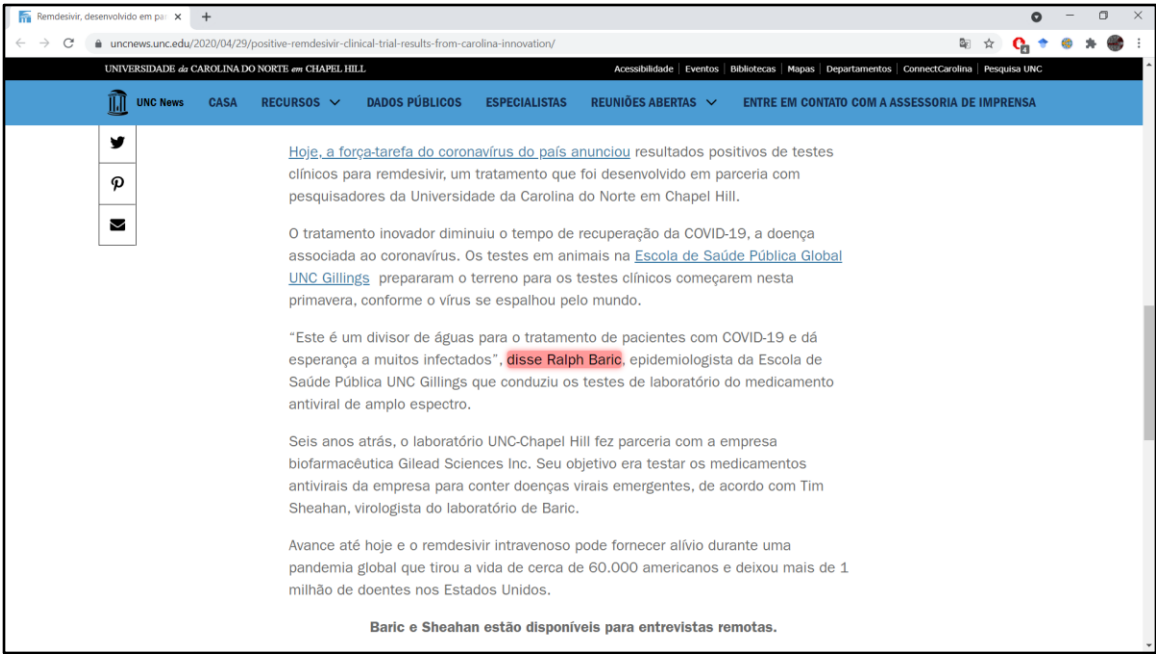 Remdesivir, desenvolvido em par
uncnews.unc.edu/2020/04/29/positive-remdesivir-clinical-trial-results-from-carolina-innovation/
4
UNIVERSIDADE da CAROLINA DO NORTE em CHAPEL HILL
Acessibilidade | Eventos | Bibliotecas | Mapas | Departamentos | ConnectCarolina | Pesquisa UNC
UNC News CASA RECURSOS DADOS PÚBLICOS ESPECIALISTAS REUNIÕES ABERTAS ENTRE EM CONTATO COM A ASSESSORIA DE IMPRENSA
Hoje, a força-tarefa do coronavírus do país anunciou resultados positivos de testes
clínicos para remdesivir, um tratamento que foi desenvolvido em parceria com
pesquisadores da Universidade da Carolina do Norte em Chapel Hill.
O tratamento inovador diminuiu o tempo de recuperação da COVID-19, a doença
associada ao coronavírus. Os testes em animais na Escola de Saúde Pública Global
UNC Gillings prepararam o terreno para os testes clínicos começarem nesta
primavera, conforme o vírus se espalhou pelo mundo.
“Este é um divisor de águas para o tratamento de pacientes com COVID-19 e dá
esperança a muitos infectados”, disse Ralph Baric, epidemiologista da Escola de
Saúde Pública UNC Gillings que conduziu os testes de laboratório do medicamento
antiviral de amplo espectro.
Seis anos atrás, o laboratório UNC-Chapel Hill fez parceria com a empresa
biofarmacêutica Gilead Sciences Inc. Seu objetivo era testar os medicamentos
antivirais da empresa para conter doenças virais emergentes, de acordo com Tim
Sheahan, virologista do laboratório de Baric.
Avance até hoje e o remdesivir intravenoso pode fornecer alívio durante uma
pandemia global que tirou a vida de cerca de 60.000 americanos e deixou mais de 1
milhão de doentes nos Estados Unidos.
Baric e Sheahan estão disponíveis para entrevistas remotas.